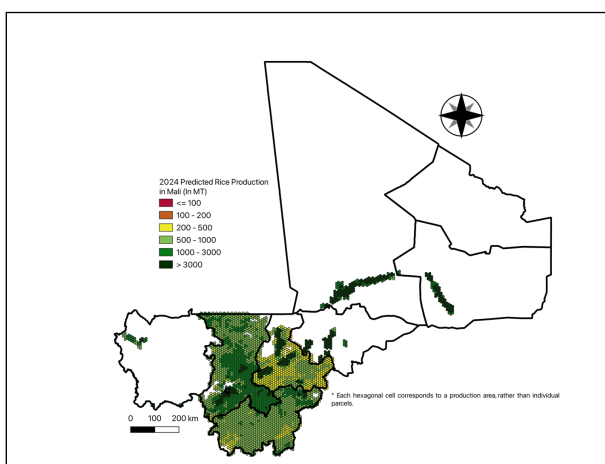 2024 Predicted Rice Production
in Mali (In MT)
<= 100
100 - 200
200 - 500
500 - 1000
1000 - 3000
> 3000
* Each hexagonal cell corresponds to a production area, rather than individual
parcels.
0 100 200 km